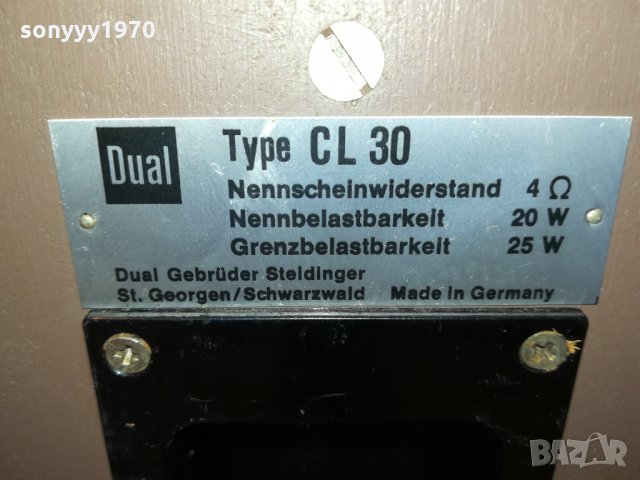 sonyyy1970
Dual
Type CL 30
Nennscheinwiderstand 4 Ω
Nennbelastbarkeit 20 W
Grenzbelastbarkeit 25 W
Dual Gebrüder Steidinger
St. Georgen/Schwarzwald Made in Germany
BAZAR